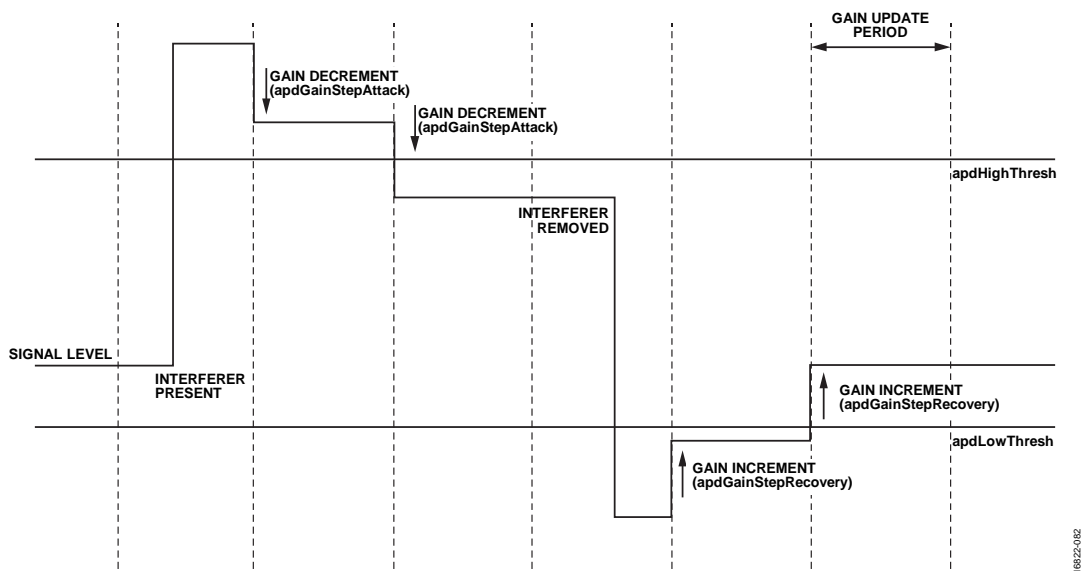 GAIN UPDATE
PERIOD
GAIN DECREMENT
(apdGainStepAttack)
GAIN DECREMENT
(apdGainStepAttack)
apdHighThresh
INTERFERER
REMOVED
SIGNAL LEVEL
INTERFERER
PRESENT
GAIN INCREMENT
(apdGainStepRecovery)
apdLowThresh
GAIN INCREMENT
(apdGainStepRecovery)
16822-082